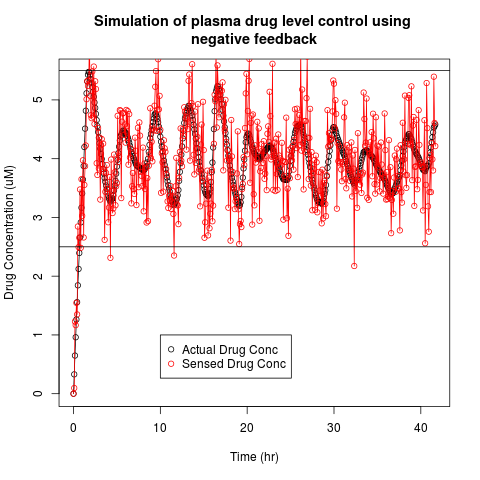 Simulation of plasma drug level control using
negative feedback
Drug Concentration (uM)
5
4
3
2
1
0
Actual Drug Conc
Sensed Drug Conc
0 10 20 30 40
Time (hr)